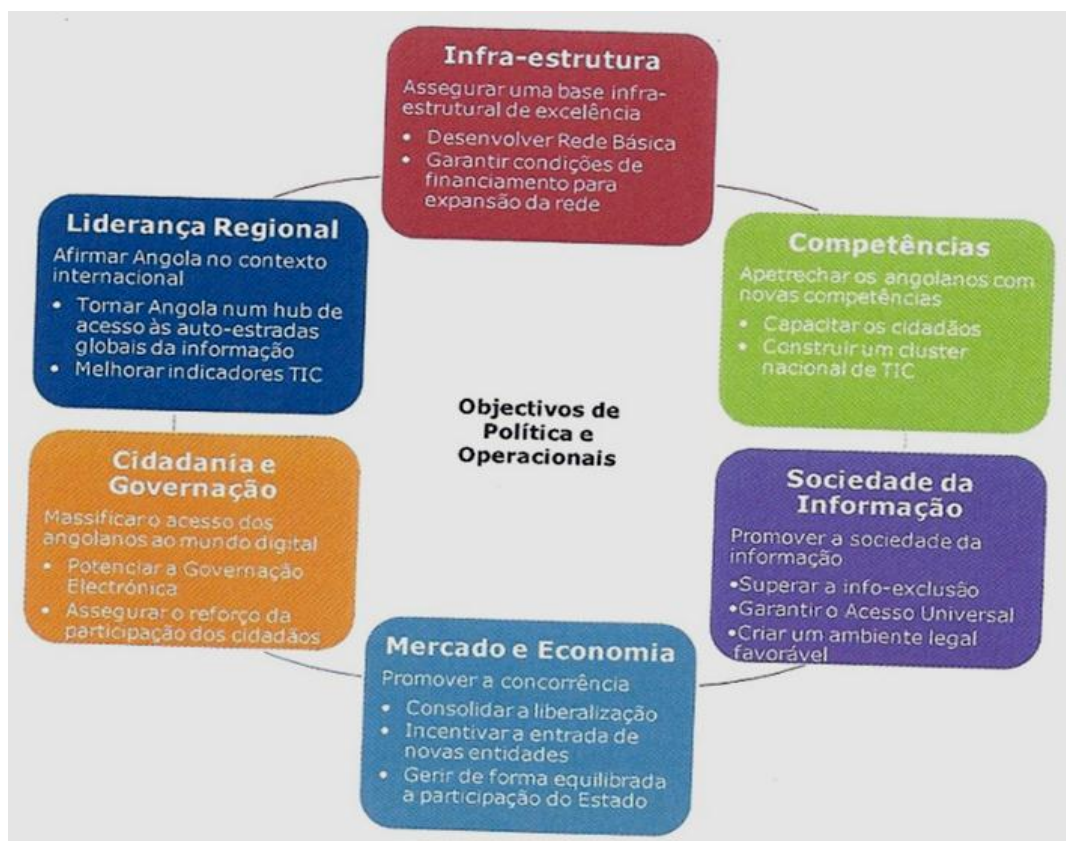 Infra-estrutura
Assegurar uma base infra-
estrutural de excelência
• Desenvolver Rede Básica
• Garantir condições de
financiamento para
expansão da rede
Competências
Apetrechar os angolanos com
novas competências
• Capacitar os cidadãos
• Construir um cluster
nacional de TIC
Sociedade da
Informação
Promover a sociedade da
informação
•Superar a info-exclusão
•Garantir o Acesso Universal
•Criar um ambiente legal
favorável
Mercado e Economia
Promover a concorrência
• Consolidar a liberalização
• Incentivar a entrada de
novas entidades
• Gerir de forma equilibrada
a participação do Estado
Cidadania e
Governação
Massificar o acesso dos
angolanos ao mundo digital
• Potenciar a Governação
Electrónica
• Assegurar o reforço da
participação dos cidadãos
Liderança Regional
Afirmar Angola no contexto
internacional
• Tornar Angola num hub de
acesso às auto-estradas
globais da informação
• Melhorar indicadores TIC
Objectivos de
Política e
Operacionais